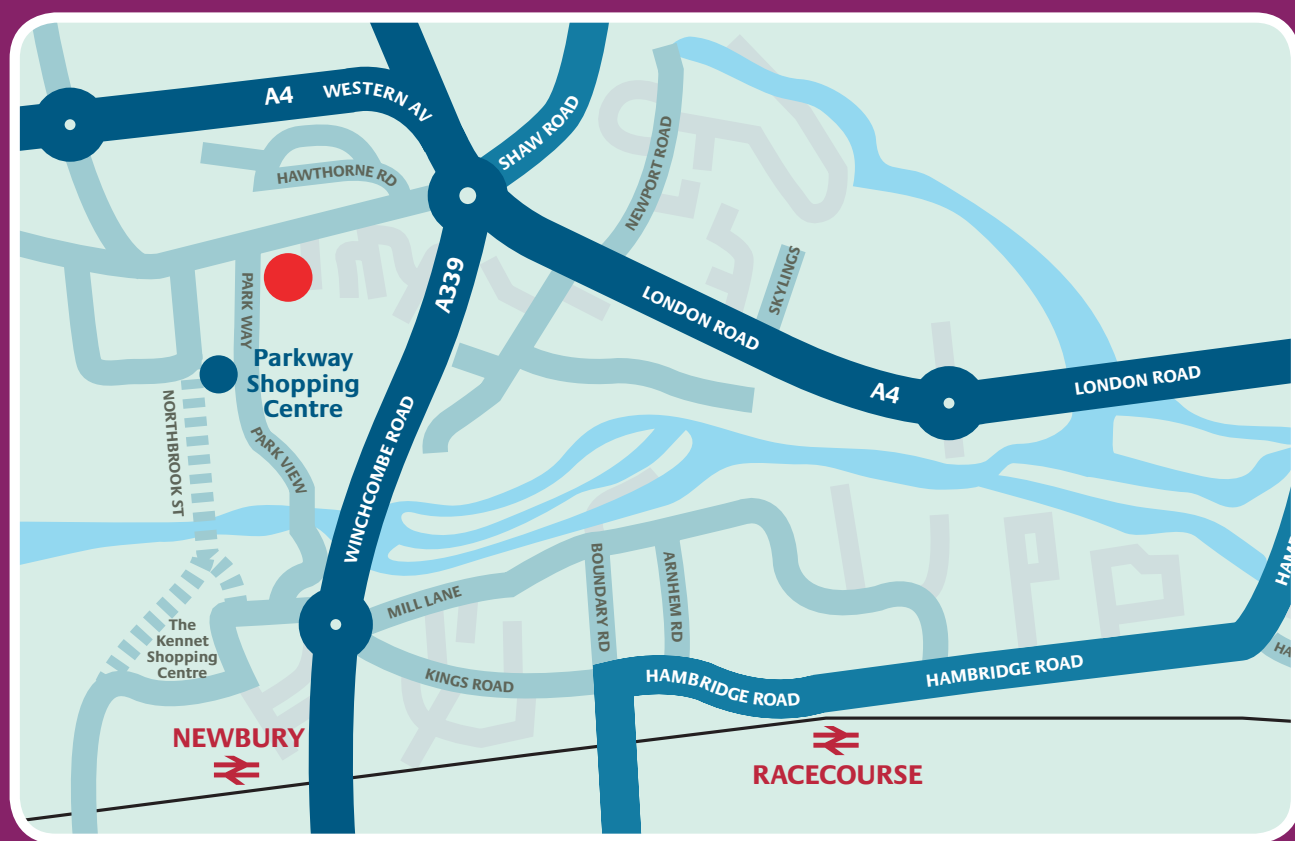 A4 WESTERN AV
SHAW ROAD
HAWTHORNE RD
NEWPORT ROAD
A339
PARK WAY
SKYLINGS
LONDON ROAD
Parkway
Shopping
Centre
A4
LONDON ROAD
NORTHBROOK ST
PARK VIEW
WINCHCOMBE ROAD
BOUNDARY RD
ARNHEM RD
MILL LANE
The
Kennet
Shopping
Centre
KINGS ROAD
HAMBRIDGE ROAD
HAMBRIDGE ROAD
HAMB
HA
NEWBURY
RACECOURSE